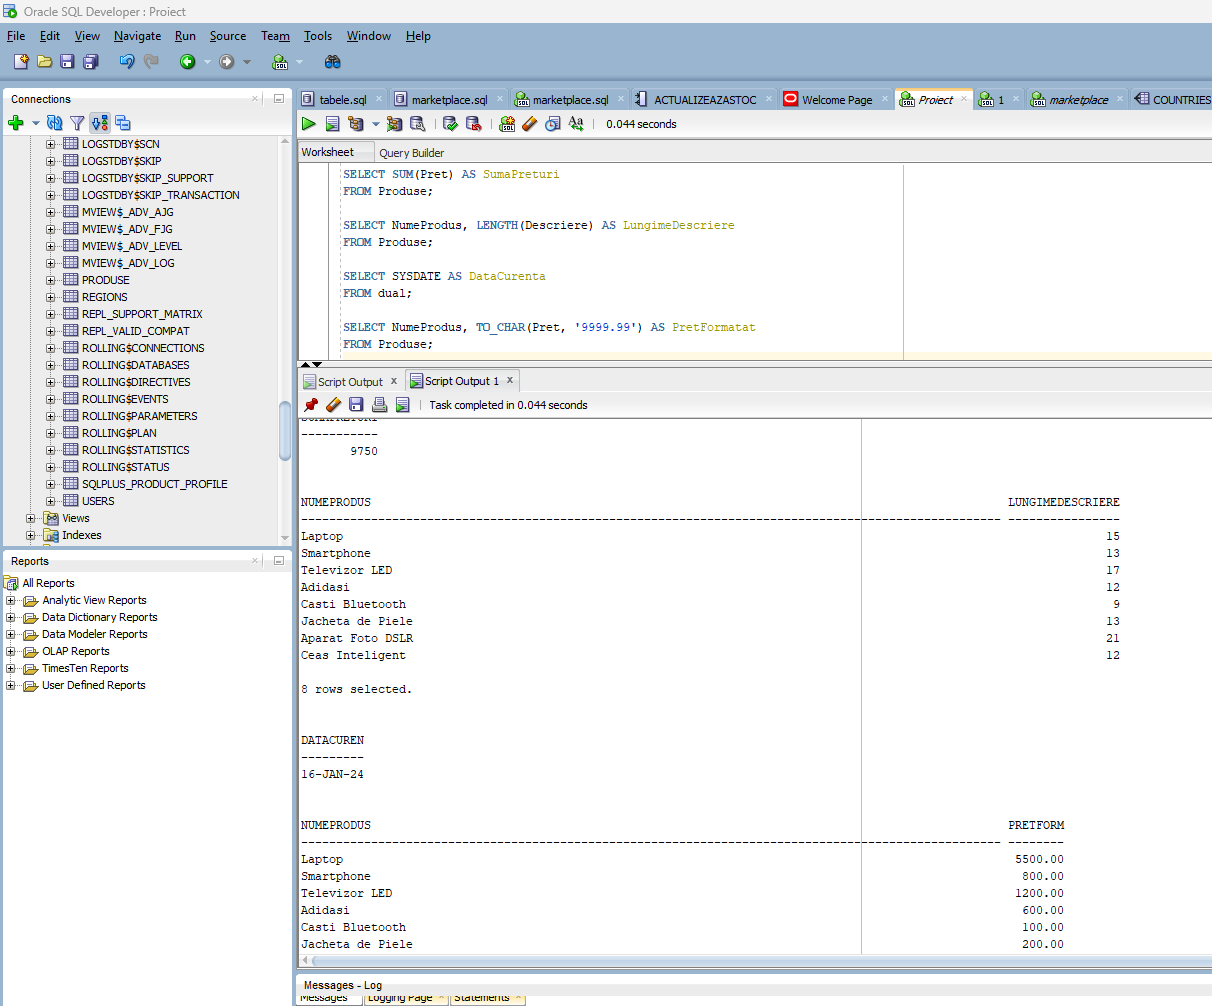 Oracle SQL Developer : Proiect
File Edit View Navigate Run Source Team Tools Window Help
Connections
LOGSTDBY$SCN
LOGSTDBY$SKIP
LOGSTDBY$SKIP_SUPPORT
LOGSTDBY$SKIP_TRANSACTION
MVIEW$_ADV_AJG
MVIEW$_ADV_FJG
MVIEW$_ADV_LEVEL
MVIEW$_ADV_LOG
PRODUSE
REGIONS
REPL_SUPPORT_MATRIX
REPL_VALID_COMPAT
ROLLING$CONNECTIONS
ROLLING$DATABASES
ROLLING$DIRECTIVES
ROLLING$EVENTS
ROLLING$PARAMETERS
ROLLING$PLAN
ROLLING$STATISTICS
ROLLING$STATUS
SQLPLUS_PRODUCT_PROFILE
USERS
Views
Indexes
Reports
All Reports
Analytic View Reports
Data Dictionary Reports
Data Modeler Reports
OLAP Reports
TimesTen Reports
User Defined Reports
tabele.sql marketplace.sql marketplace.sql ACTUALIZEAZASTOC Welcome Page Proiect 1 marketplace COUNTRIES
0.044 seconds
Worksheet Query Builder
SELECT SUM(Pret) AS SumaPreturi
FROM Produse;
SELECT NumeProdus, LENGTH(Descriere) AS LungimeDescriere
FROM Produse;
SELECT SYSDATE AS DataCurenta
FROM dual;
SELECT NumeProdus, TO_CHAR(Pret, '9999.99') AS PretFormatat
FROM Produse;
Script Output x Script Output 1 x
Task completed in 0.044 seconds
SUMAPRETURI
-----------
9750
NUMEPRODUS LUNGIMEDESCRIERE
---------------------------------------------------------------------------------------------------- ----------------
Laptop 15
Smartphone 13
Televizor LED 17
Adidasi 12
Casti Bluetooth 9
Jacheta de Piele 13
Aparat Foto DSLR 21
Ceas Inteligent 12
8 rows selected.
DATACUREN
---------
16-JAN-24
NUMEPRODUS PRETFORM
---------------------------------------------------------------------------------------------------- --------
Laptop 5500.00
Smartphone 800.00
Televizor LED 1200.00
Adidasi 600.00
Casti Bluetooth 100.00
Jacheta de Piele 200.00
Messages - Log
Messages Logging Page Statements